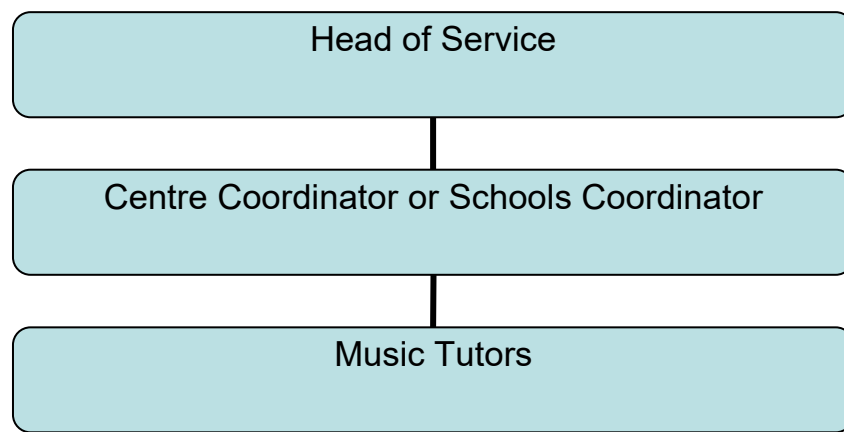 Head of Service
Centre Coordinator or Schools Coordinator
Music Tutors